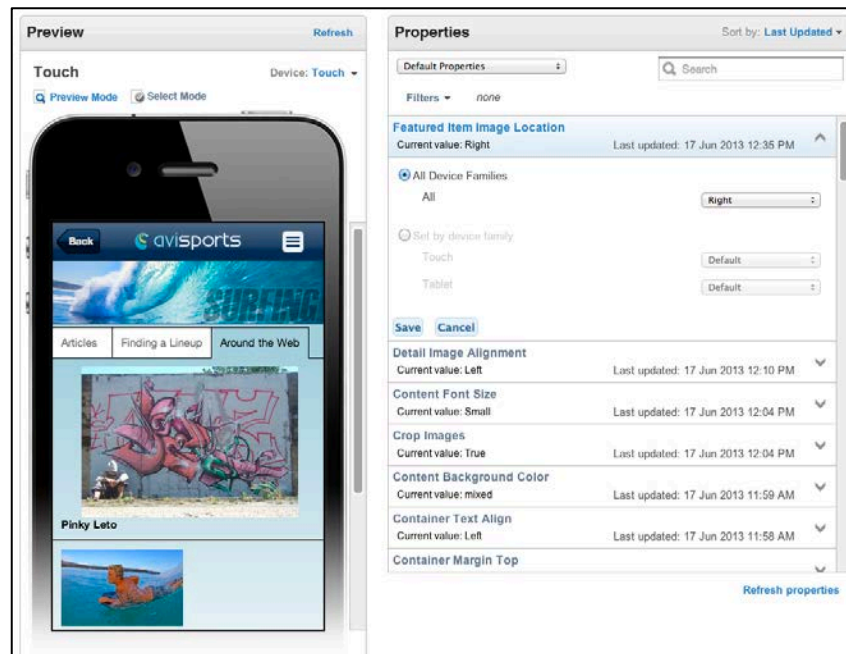 Preview
Refresh
Touch
Device: Touch
Preview Mode
Select Mode
Back
avisports
SURFING
Articles
Finding a Lineup
Around the Web
Pinky Leto
Properties
Sort by: Last Updated
Default Properties
Search
Filters
none
Featured Item Image Location
Current value: Right
Last updated: 17 Jun 2013 12:35 PM
All Device Families
All
Right
Set by device family
Touch
Default
Tablet
Default
Save
Cancel
Detail Image Alignment
Current value: Left
Last updated: 17 Jun 2013 12:10 PM
Content Font Size
Current value: Small
Last updated: 17 Jun 2013 12:04 PM
Crop Images
Current value: True
Last updated: 17 Jun 2013 12:04 PM
Content Background Color
Current value: mixed
Last updated: 17 Jun 2013 11:59 AM
Container Text Align
Current value: Left
Last updated: 17 Jun 2013 11:58 AM
Container Margin Top
Refresh properties